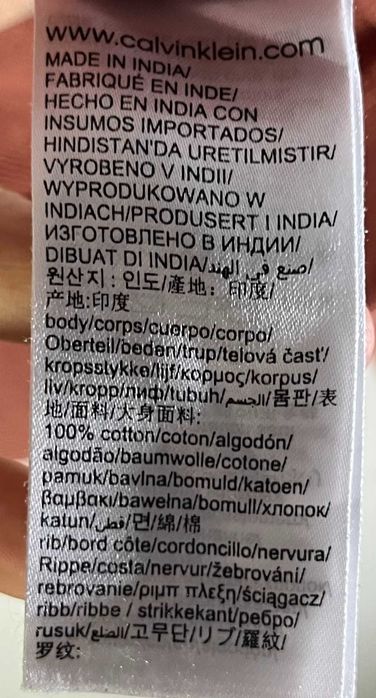 www.calvinklein.com
MADE IN INDIA/
FABRIQUÉ EN INDE/
HECHO EN INDIA CON
INSUMOS IMPORTADOS/
HINDISTAN'DA URETILMISTIR/
VYROBENO V INDII/
WYPRODUKOWANO W
INDIACH/PRODUSERT I INDIA/
ИЗГОТОВЛЕНО В ИНДИИ/
DIBUAT DI INDIA/صنع في الهند/
원산지: 인도/產地: 印度/
产地:印度
body/corps/cuerpo/corpo/
Oberteil/beden/trup/telová časť/
kropsstykke/lijf/κορμος/korpus/
liv/kropp/лиф/tubuh/الجسم/몸판/表
地/面料/大身面料:
100% cotton/coton/algodón/
algodão/baumwolle/cotone/
pamuk/bavlna/bomuld/katoen/
βαμβακι/bawełna/bomull/хлопок/
katun/قطن/면/綿/棉
rib/bord côte/cordoncillo/nervura/
Rippe/costa/nervur/žebrování/
rebrovanie/ριμπ πλεξη/ściągacz/
ribb/ribbe / strikkekant/ребро/
rusuk/الضلع/고무단/リブ/羅紋/
罗纹: